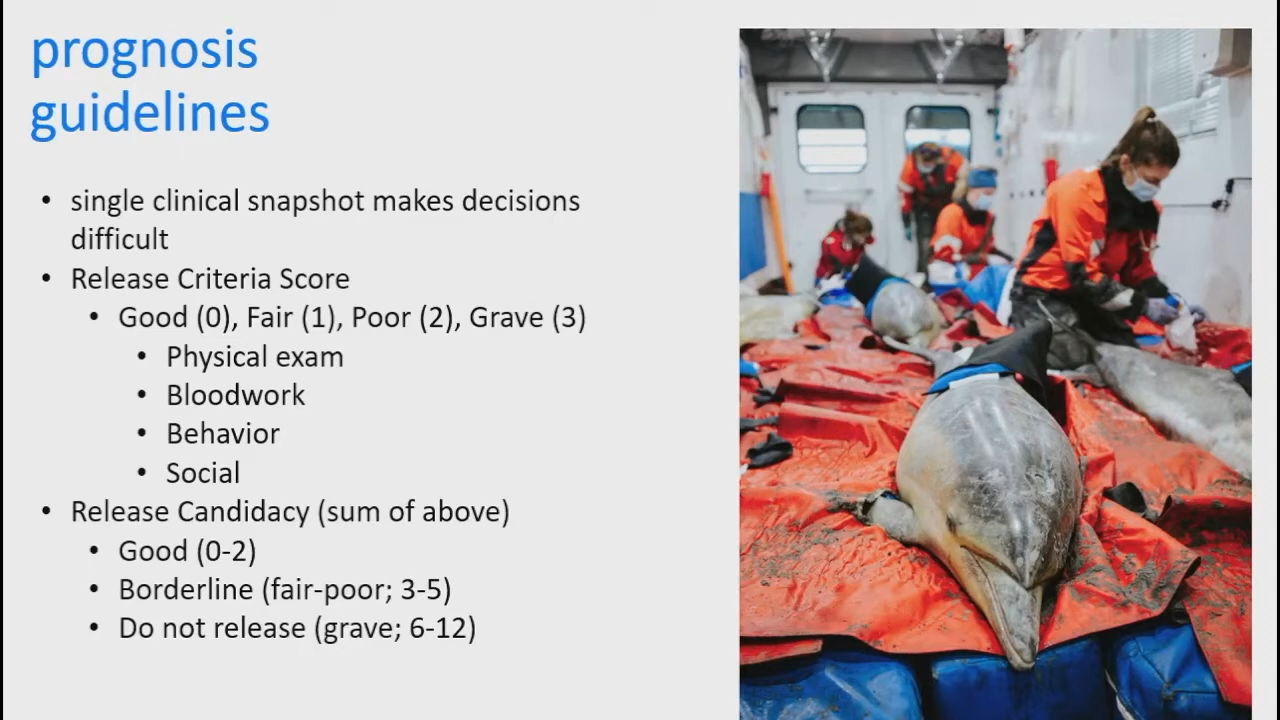 prognosis
guidelines
• single clinical snapshot makes decisions
difficult
• Release Criteria Score
• Good (0), Fair (1), Poor (2), Grave (3)
• Physical exam
• Bloodwork
• Behavior
• Social
• Release Candidacy (sum of above)
• Good (0-2)
• Borderline (fair-poor; 3-5)
• Do not release (grave; 6-12)